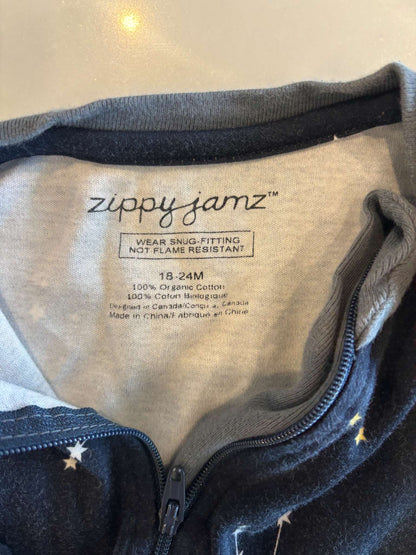 zippy jamz™
WEAR SNUG-FITTING
NOT FLAME RESISTANT
18-24M
100% Organic Cotton
100% Coton Biologique
Designed in Canada/Conçu à, Canada
Made in China/Fabriqué en Chine